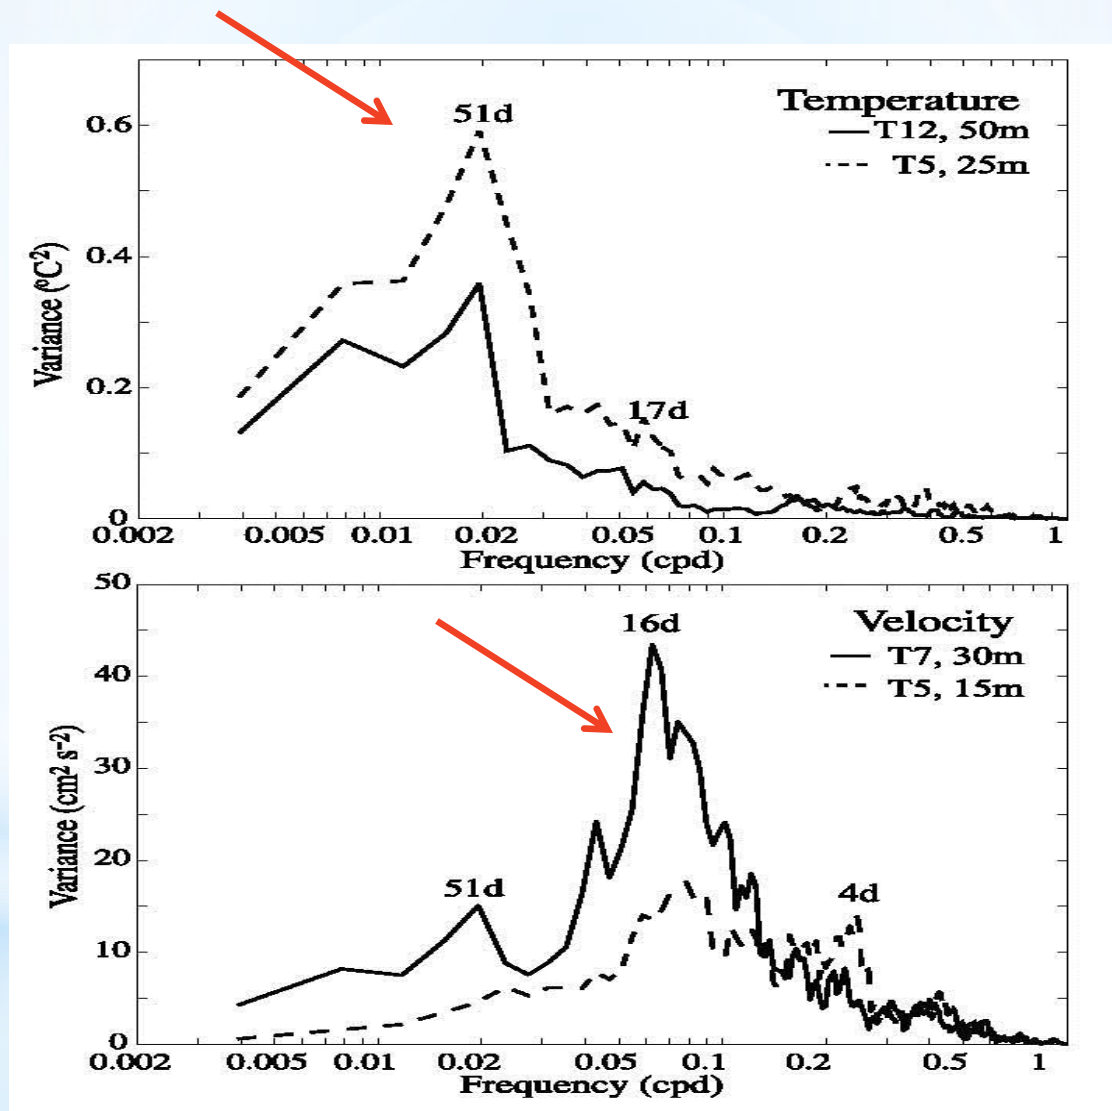 Temperature
T12, 50m
T5, 25m
51d
17d
Variance (ºC²)
0.6
0.4
0.2
0
0.002 0.005 0.01 0.02 0.05 0.1 0.2 0.5 1
Frequency (cpd)
Velocity
T7, 30m
T5, 15m
16d
51d
4d
Variance (cm² s⁻²)
50
40
30
20
10
0
0.002 0.005 0.01 0.02 0.05 0.1 0.2 0.5 1
Frequency (cpd)